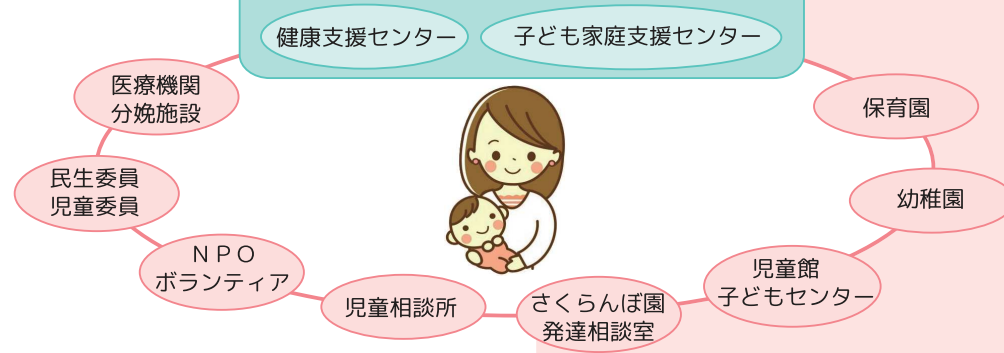 健康支援センター
子ども家庭支援センター
医療機関
分娩施設
保育園
民生委員
児童委員
幼稚園
ＮＰＯ
ボランティア
児童館
子どもセンター
児童相談所
さくらんぼ園
発達相談室